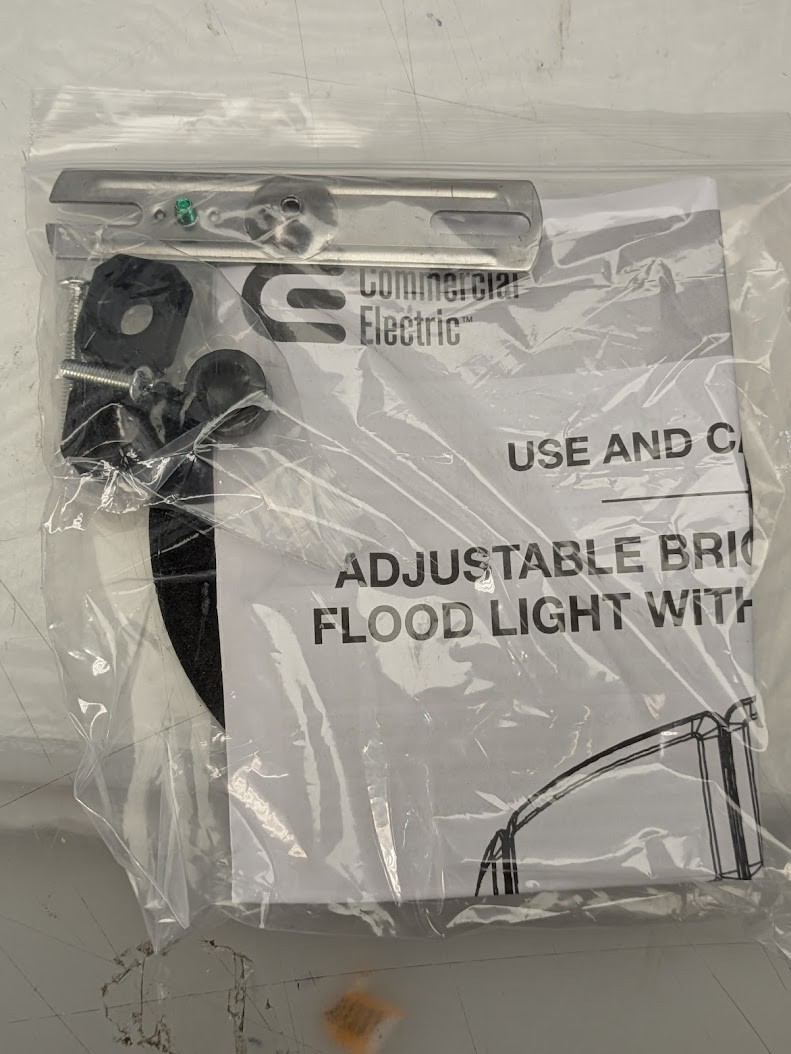 Commercial
Electric™
USE AND CA
ADJUSTABLE BRIG
FLOOD LIGHT WITH